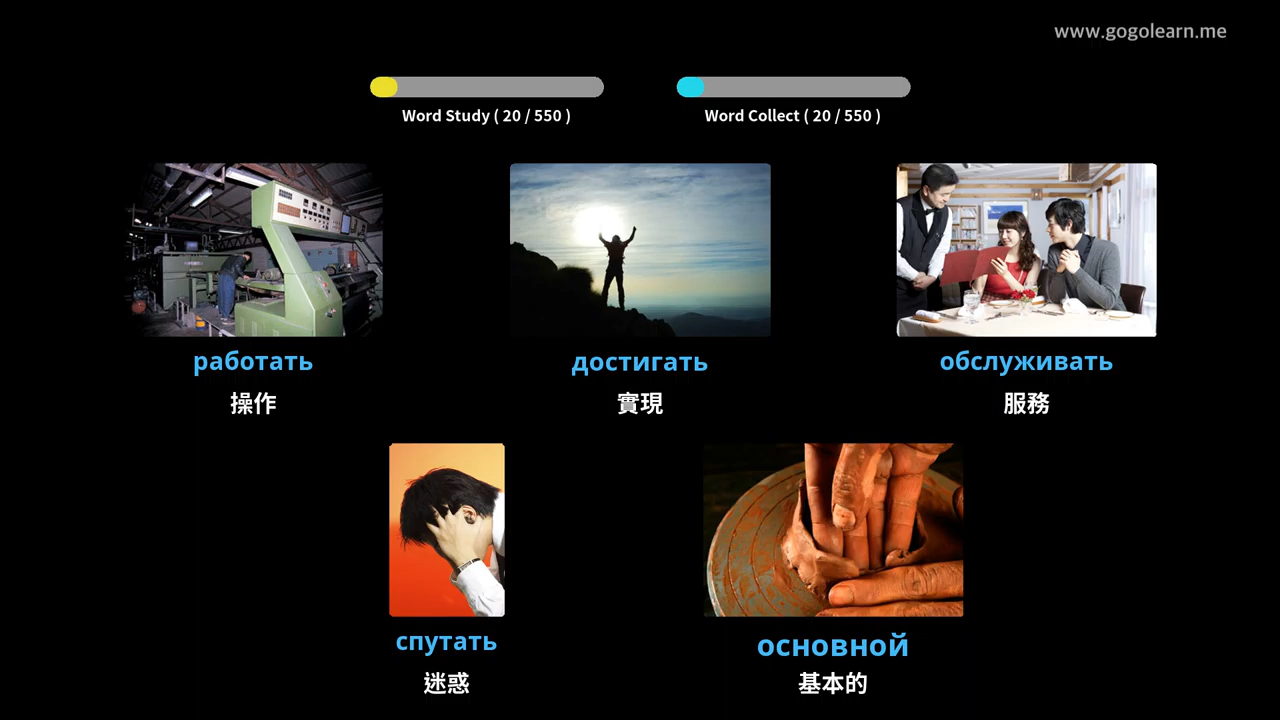 www.gogolearn.me
Word Study ( 20 / 550 )
Word Collect ( 20 / 550 )
работать
достигать
обслуживать
操作
實現
服務
спутать
основной
迷惑
基本的